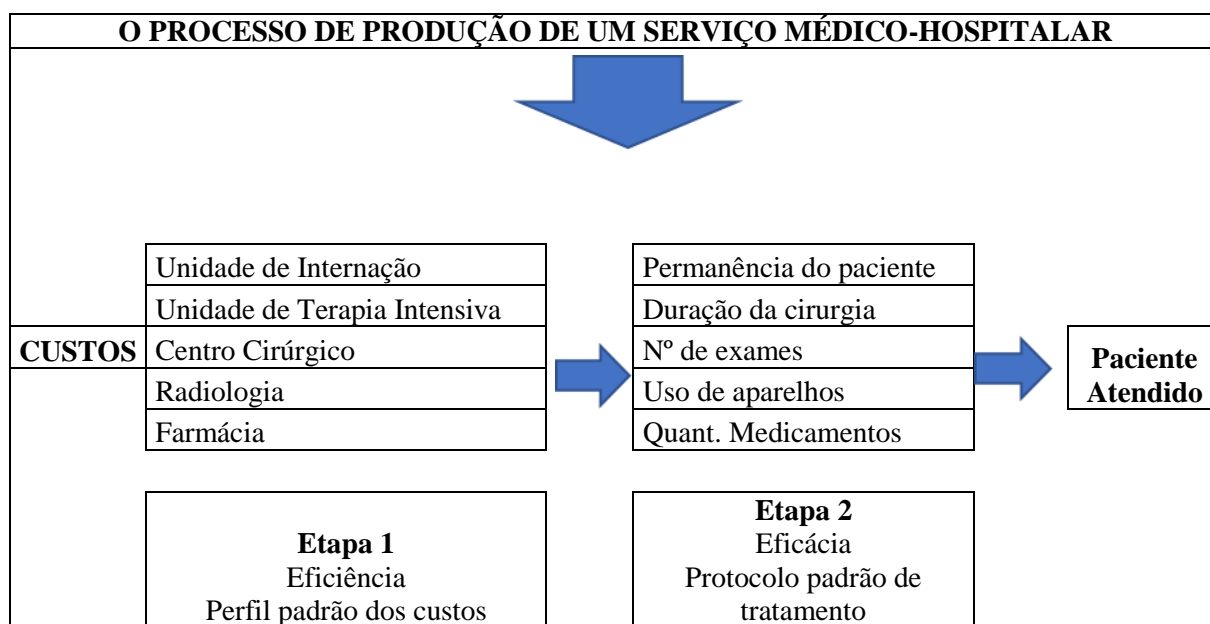 O PROCESSO DE PRODUÇÃO DE UM SERVIÇO MÉDICO-HOSPITALAR
CUSTOS
Unidade de Internação
Unidade de Terapia Intensiva
Centro Cirúrgico
Radiologia
Farmácia
Permanência do paciente
Duração da cirurgia
Nº de exames
Uso de aparelhos
Quant. Medicamentos
Paciente
Atendido
Etapa 1
Eficiência
Perfil padrão dos custos
Etapa 2
Eficácia
Protocolo padrão de
tratamento